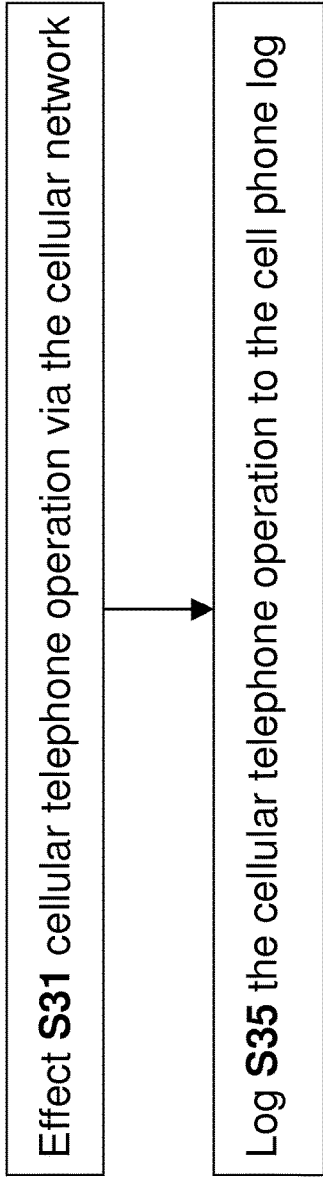 Effect S31 cellular telephone operation via the cellular network
Log S35 the cellular telephone operation to the cell phone log